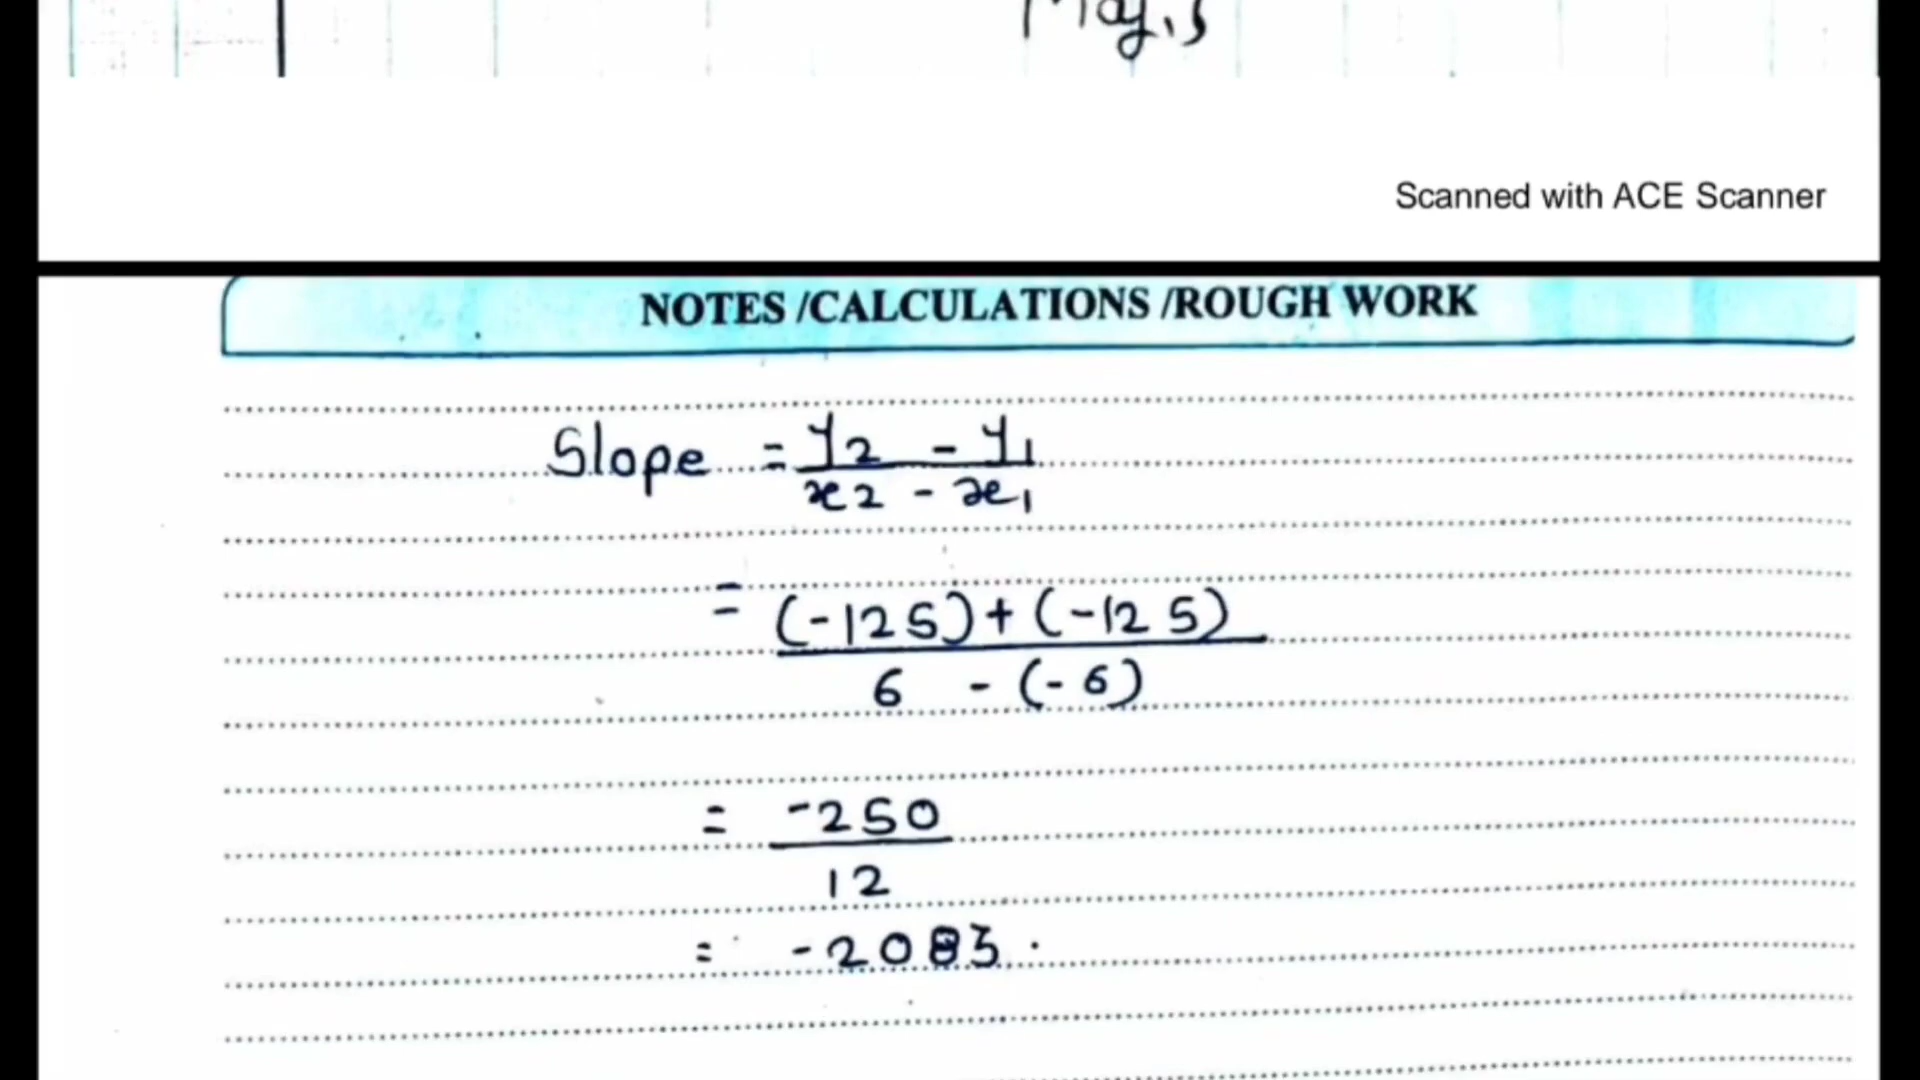 Scanned with ACE Scanner
NOTES /CALCULATIONS /ROUGH WORK
Slope = y2 - y1
x2 - x1
= (-125)+(-125)
6 - (-6)
= -250
12
= -2083.